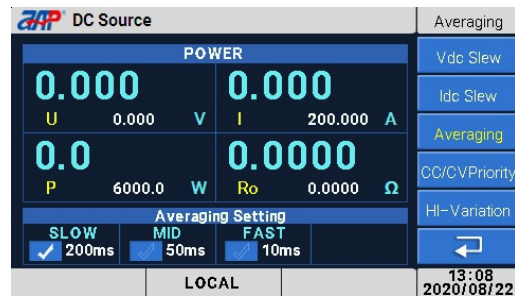 AAP DC Source
Averaging
POWER
Vdc Slew
0.000 0.000
Idc Slew
U 0.000 V I 200.000 A
Averaging
0.0 0.0000
CC/CVPriority
P 6000.0 W Ro 0.0000 Ω
HI-Variation
Averaging Setting
SLOW MID FAST
200ms 50ms 10ms
LOCAL
13:08
2020/08/22